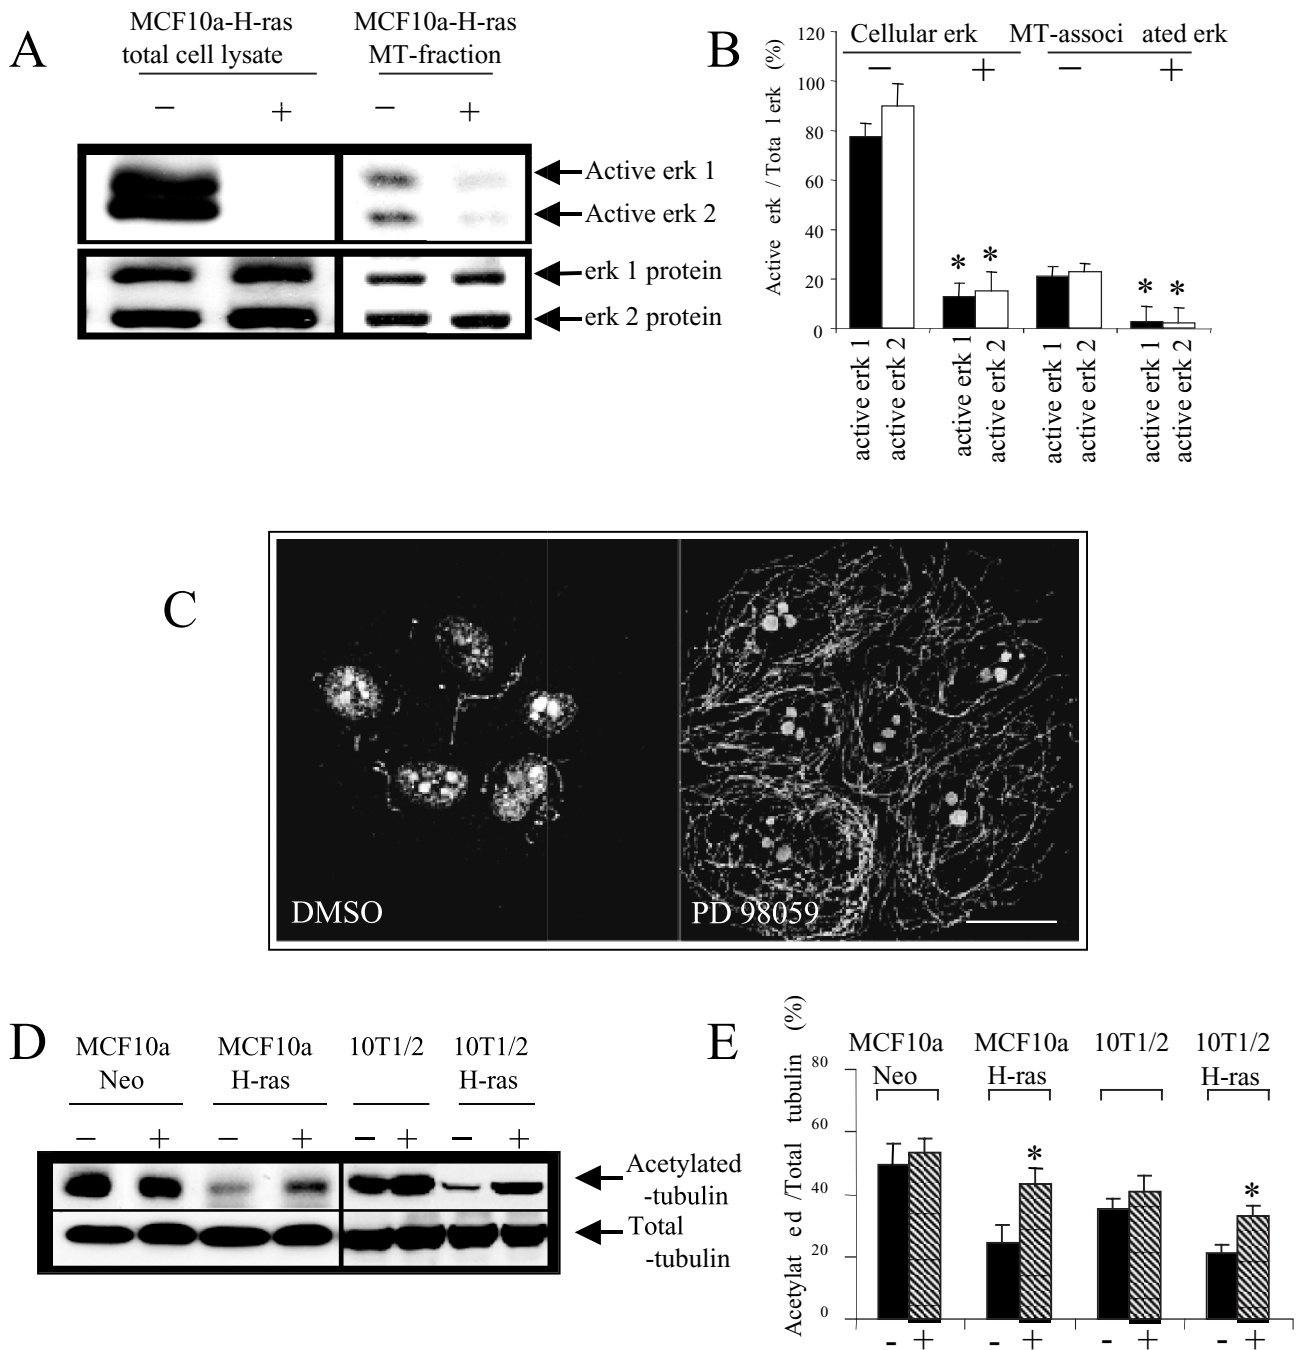 A
MCF10a-H-ras
total cell lysate
MCF10a-H-ras
MT-fraction
− + − +
Active erk 1
Active erk 2
erk 1 protein
erk 2 protein
B
Active erk / Tota l erk (%)
Cellular erk MT-associ ated erk
− + − +
120
100
80
60
40
20
0
* * * *
active erk 1
active erk 2
active erk 1
active erk 2
active erk 1
active erk 2
active erk 1
active erk 2
C
DMSO
PD 98059
D
MCF10a
Neo
MCF10a
H-ras
10T1/2
10T1/2
H-ras
− + − + − + − +
Acetylated
-tubulin
Total
-tubulin
E
Acetylat ed /Total tubulin (%)
MCF10a
Neo
MCF10a
H-ras
10T1/2
10T1/2
H-ras
80
60
40
20
0
* *
- + - + - + - +